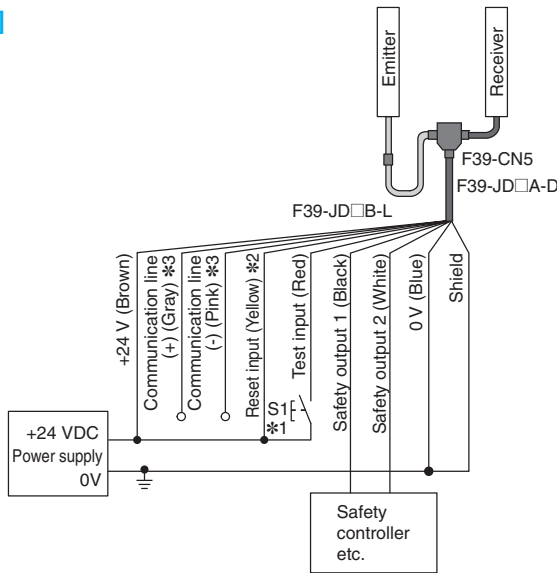 Emitter
Receiver
F39-CN5
F39-JD□A-D
F39-JD□B-L
+24 V (Brown)
Communication line
(+) (Gray) *3
Communication line
(-) (Pink) *3
Reset input (Yellow) *2
Test input (Red)
Safety output 1 (Black)
Safety output 2 (White)
0 V (Blue)
Shield
S1
*1
+24 VDC
Power supply
0V
Safety
controller
etc.